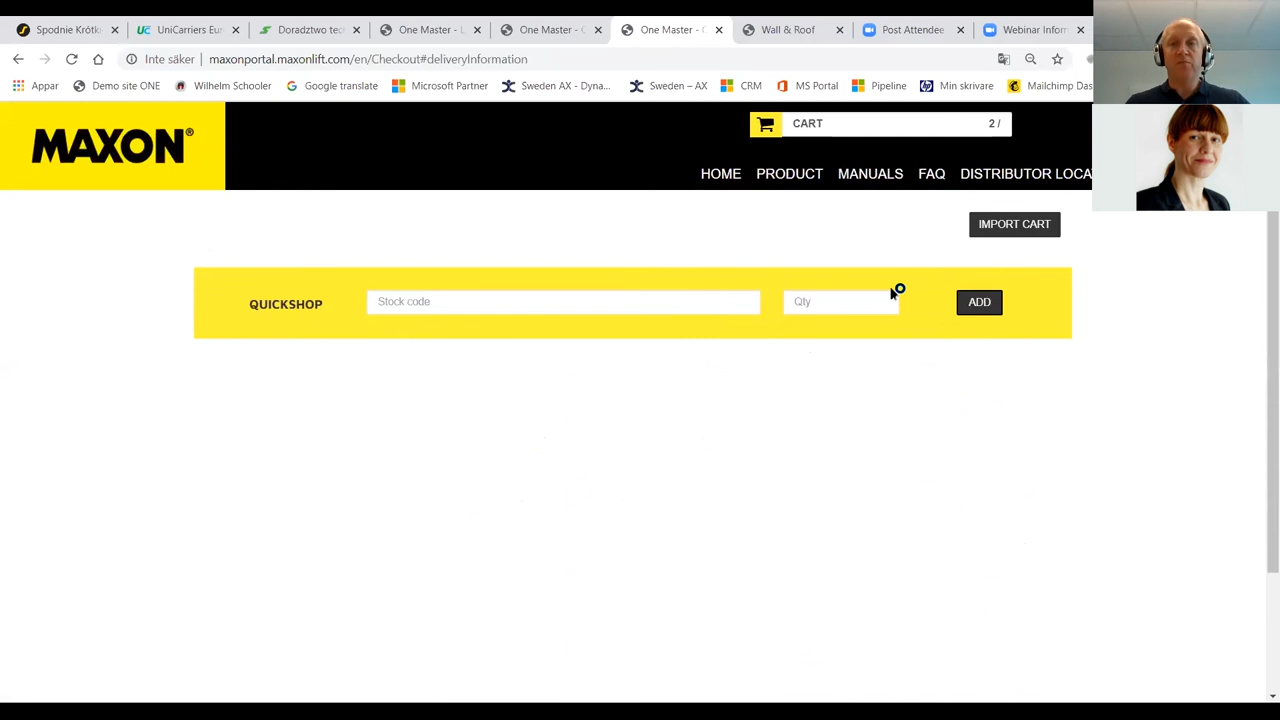 Spodnie Krótk
UniCarriers Eur
Doradztwo tec
One Master - L
One Master -
One Master -
Wall & Roof
Post Attendee
Webinar Inforn
Inte säker
maxonportal.maxonlift.com/en/Checkout#deliveryInformation
Appar
Demo site ONE
Wilhelm Schooler
Google translate
Microsoft Partner
Sweden AX - Dyna...
Sweden – AX
CRM
MS Portal
Pipeline
Min skrivare
Mailchimp Das
MAXON®
CART
2 /
HOME
PRODUCT
MANUALS
FAQ
DISTRIBUTOR LOCA
IMPORT CART
QUICKSHOP
Stock code
Qty
ADD